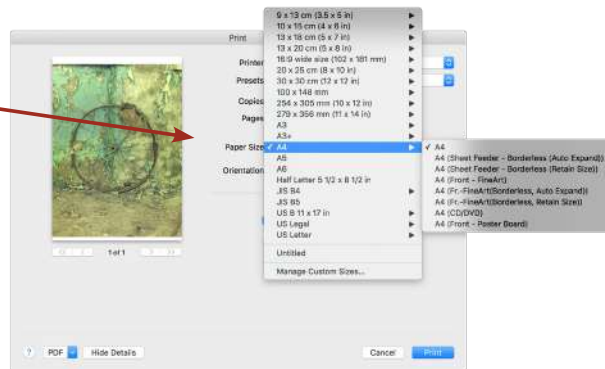 Print
Printer
Presets
Copies
Pages
Paper Size
Orientation
9 x 13 cm (3.5 x 5 in)
10 x 15 cm (4 x 6 in)
13 x 18 cm (5 x 7 in)
13 x 20 cm (5 x 8 in)
16:9 wide size (102 x 181 mm)
20 x 25 cm (8 x 10 in)
30 x 30 cm (12 x 12 in)
100 x 148 mm
254 x 305 mm (10 x 12 in)
279 x 356 mm (11 x 14 in)
A3
A3+
✓ A4
A5
A6
Half Letter 5 1/2 x 8 1/2 in
JIS B4
JIS B5
US B 11 x 17 in
US Legal
US Letter
Untitled
Manage Custom Sizes...
✓ A4
A4 (Sheet Feeder - Borderless (Auto Expand))
A4 (Sheet Feeder - Borderless (Retain Size))
A4 (Front - FineArt)
A4 (Fr.-FineArt(Borderless, Auto Expand))
A4 (Fr.-FineArt(Borderless, Retain Size))
A4 (CD/DVD)
A4 (Front - Poster Board)
1 of 1
? PDF Hide Details Cancel Print